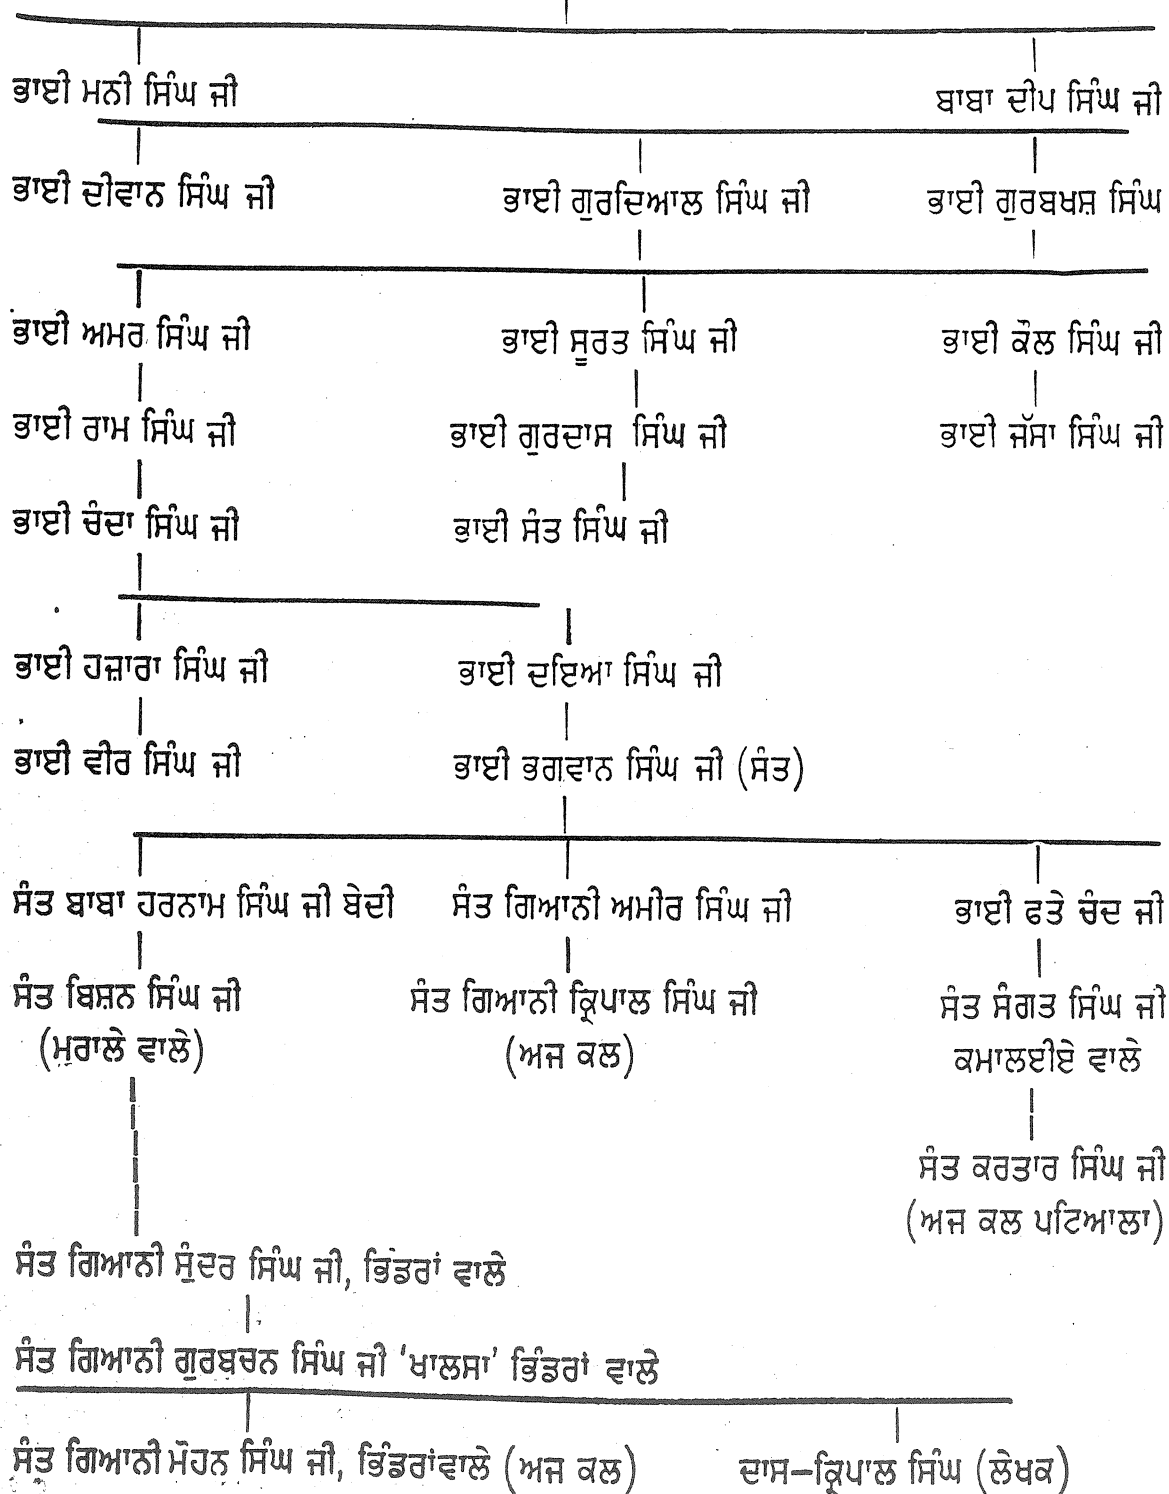 ਭਾਈ ਮਨੀ ਸਿੰਘ ਜੀ ਬਾਬਾ ਦੀਪ ਸਿੰਘ ਜੀ
ਭਾਈ ਦੀਵਾਨ ਸਿੰਘ ਜੀ ਭਾਈ ਗੁਰਦਿਆਲ ਸਿੰਘ ਜੀ ਭਾਈ ਗੁਰਬਖਸ਼ ਸਿੰਘ
ਭਾਈ ਅਮਰ ਸਿੰਘ ਜੀ ਭਾਈ ਸੂਰਤ ਸਿੰਘ ਜੀ ਭਾਈ ਕੌਲ ਸਿੰਘ ਜੀ
ਭਾਈ ਰਾਮ ਸਿੰਘ ਜੀ ਭਾਈ ਗੁਰਦਾਸ ਸਿੰਘ ਜੀ ਭਾਈ ਜੱਸਾ ਸਿੰਘ ਜੀ
ਭਾਈ ਚੰਦਾ ਸਿੰਘ ਜੀ ਭਾਈ ਸੰਤ ਸਿੰਘ ਜੀ
ਭਾਈ ਹਜ਼ਾਰਾ ਸਿੰਘ ਜੀ ਭਾਈ ਦਇਆ ਸਿੰਘ ਜੀ
ਭਾਈ ਵੀਰ ਸਿੰਘ ਜੀ ਭਾਈ ਭਗਵਾਨ ਸਿੰਘ ਜੀ (ਸੰਤ)
ਸੰਤ ਬਾਬਾ ਹਰਨਾਮ ਸਿੰਘ ਜੀ ਬੇਦੀ ਸੰਤ ਗਿਆਨੀ ਅਮੀਰ ਸਿੰਘ ਜੀ ਭਾਈ ਫਤੇ ਚੰਦ ਜੀ
ਸੰਤ ਬਿਸ਼ਨ ਸਿੰਘ ਜੀ ਸੰਤ ਗਿਆਨੀ ਕ੍ਰਿਪਾਲ ਸਿੰਘ ਜੀ ਸੰਤ ਸੰਗਤ ਸਿੰਘ ਜੀ
(ਮੁਰਾਲੇ ਵਾਲੇ) (ਅਜ ਕਲ) ਕਮਾਲਈਏ ਵਾਲੇ
ਸੰਤ ਕਰਤਾਰ ਸਿੰਘ ਜੀ
(ਅਜ ਕਲ ਪਟਿਆਲਾ)
ਸੰਤ ਗਿਆਨੀ ਸੁੰਦਰ ਸਿੰਘ ਜੀ, ਭਿੰਡਰਾਂ ਵਾਲੇ
ਸੰਤ ਗਿਆਨੀ ਗੁਰਬਚਨ ਸਿੰਘ ਜੀ 'ਖਾਲਸਾ' ਭਿੰਡਰਾਂ ਵਾਲੇ
ਸੰਤ ਗਿਆਨੀ ਮੋਹਨ ਸਿੰਘ ਜੀ, ਭਿੰਡਰਾਂਵਾਲੇ (ਅਜ ਕਲ) ਦਾਸ–ਕ੍ਰਿਪਾਲ ਸਿੰਘ (ਲੇਖਕ)